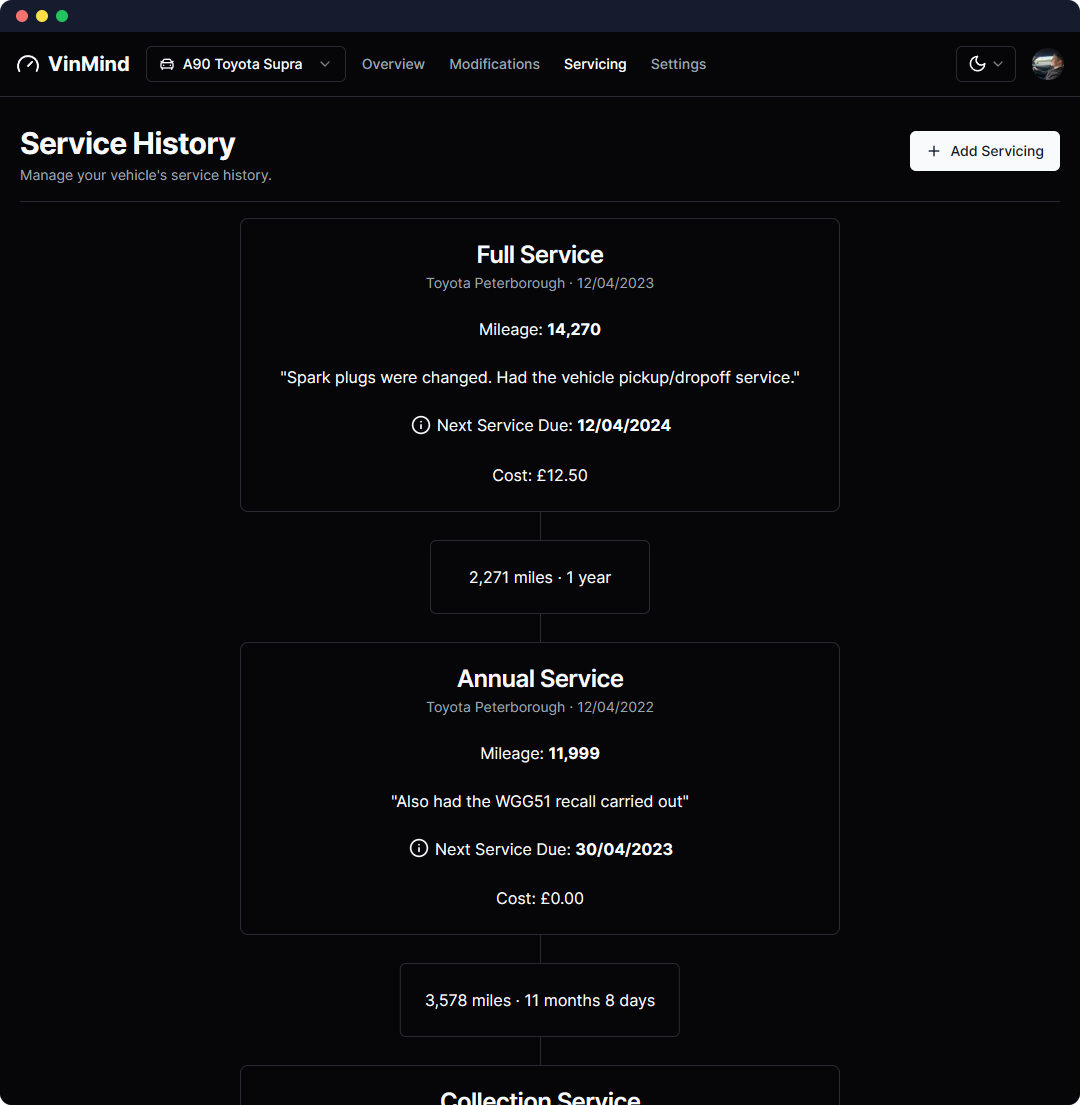 VinMind A90 Toyota Supra Overview Modifications Servicing Settings
Service History
Manage your vehicle's service history.
Add Servicing
Full Service
Toyota Peterborough · 12/04/2023
Mileage: 14,270
"Spark plugs were changed. Had the vehicle pickup/dropoff service."
Next Service Due: 12/04/2024
Cost: £12.50
2,271 miles · 1 year
Annual Service
Toyota Peterborough · 12/04/2022
Mileage: 11,999
"Also had the WGG51 recall carried out"
Next Service Due: 30/04/2023
Cost: £0.00
3,578 miles · 11 months 8 days
Collection Service